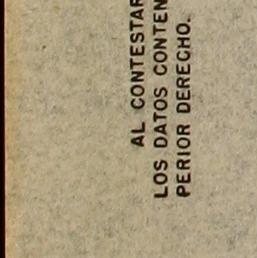 AL CONTESTAR
LOS DATOS CONTEN
PERIOR DERECHO.